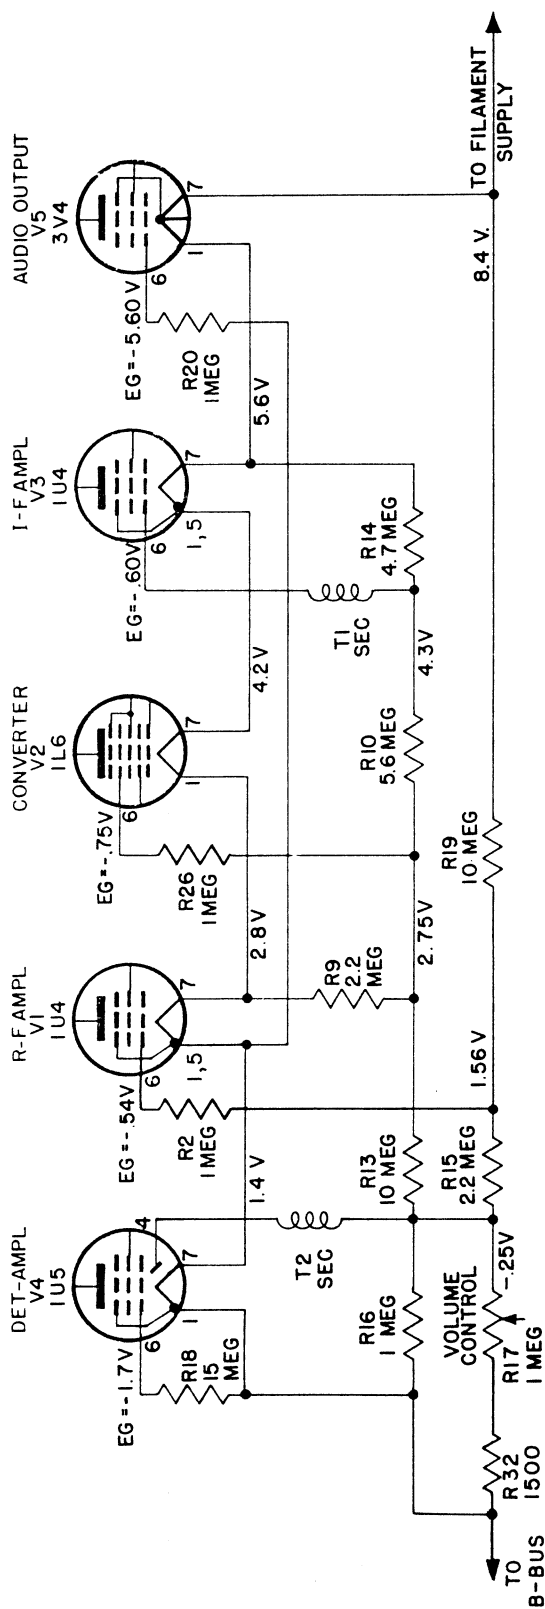 DET-AMPL
V4
1U5
EG=-1.7V
6
4
1
7
R18
15
MEG
T2
SEC
R-F AMPL
V1
1U4
EG=-.54V
6
1,5
7
R2
1MEG
1.4 V
CONVERTER
V2
1L6
EG=-.75V
6
1
7
R26
1MEG
2.8V
R9
2.2
MEG
I-F AMPL
V3
1U4
EG=-.60V
6
1,5
7
4.2V
T1
SEC
AUDIO OUTPUT
V5
3V4
EG=-5.60V
6
1
7
R20
1MEG
5.6V
R16
1 MEG
R13
10 MEG
2.75V
R10
5.6 MEG
4.3V
R14
4.7 MEG
TO
B-BUS
R32
1500
VOLUME
CONTROL
R17
1 MEG
-.25V
R15
2.2 MEG
1.56V
R19
10 MEG
8.4 V.
TO FILAMENT
SUPPLY